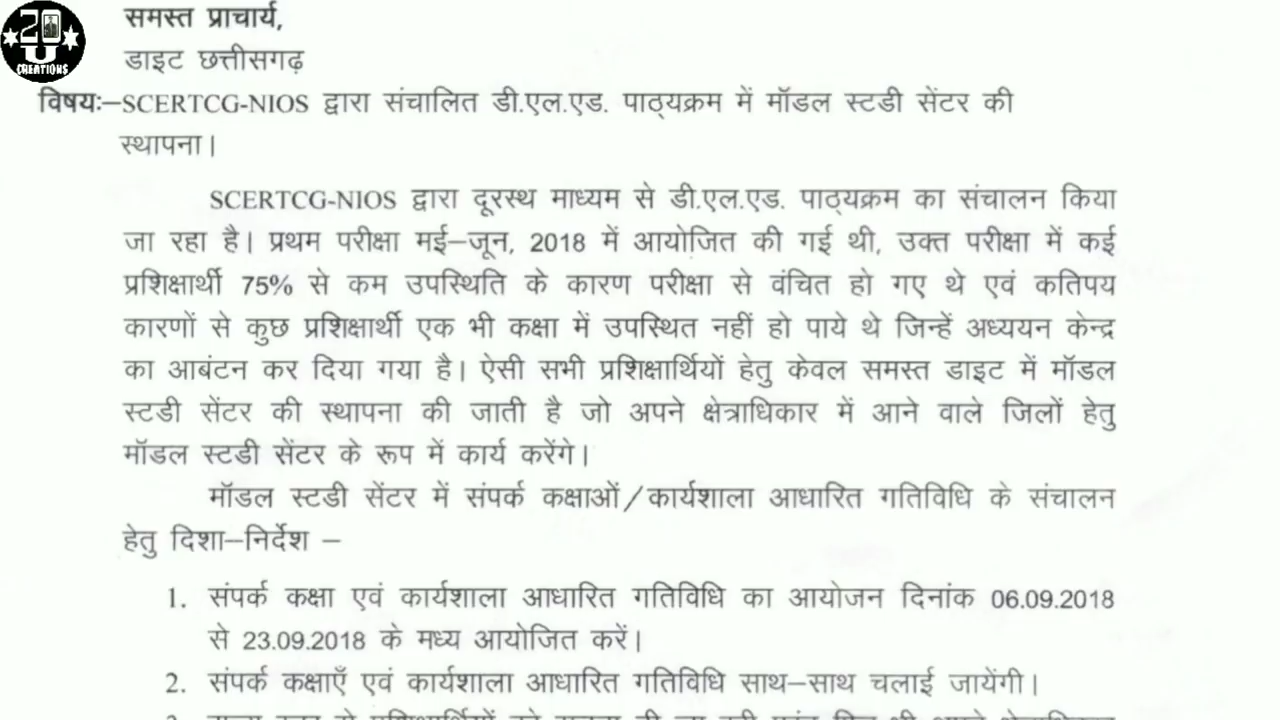 20
U
CREATIONS
समस्त प्राचार्य,
डाइट छत्तीसगढ़
विषयः–SCERTCG-NIOS द्वारा संचालित डी.एल.एड. पाठ्यक्रम में मॉडल स्टडी सेंटर की
स्थापना।
SCERTCG-NIOS द्वारा दूरस्थ माध्यम से डी.एल.एड. पाठ्यक्रम का संचालन किया
जा रहा है। प्रथम परीक्षा मई–जून, 2018 में आयोजित की गई थी, उक्त परीक्षा में कई
प्रशिक्षार्थी 75% से कम उपस्थिति के कारण परीक्षा से वंचित हो गए थे एवं कतिपय
कारणों से कुछ प्रशिक्षार्थी एक भी कक्षा में उपस्थित नहीं हो पाये थे जिन्हें अध्ययन केन्द्र
का आबंटन कर दिया गया है। ऐसी सभी प्रशिक्षार्थियों हेतु केवल समस्त डाइट में मॉडल
स्टडी सेंटर की स्थापना की जाती है जो अपने क्षेत्राधिकार में आने वाले जिलों हेतु
मॉडल स्टडी सेंटर के रूप में कार्य करेंगे।
मॉडल स्टडी सेंटर में संपर्क कक्षाओं/कार्यशाला आधारित गतिविधि के संचालन
हेतु दिशा–निर्देश –
1. संपर्क कक्षा एवं कार्यशाला आधारित गतिविधि का आयोजन दिनांक 06.09.2018
से 23.09.2018 के मध्य आयोजित करें।
2. संपर्क कक्षाएँ एवं कार्यशाला आधारित गतिविधि साथ–साथ चलाई जायेंगी।